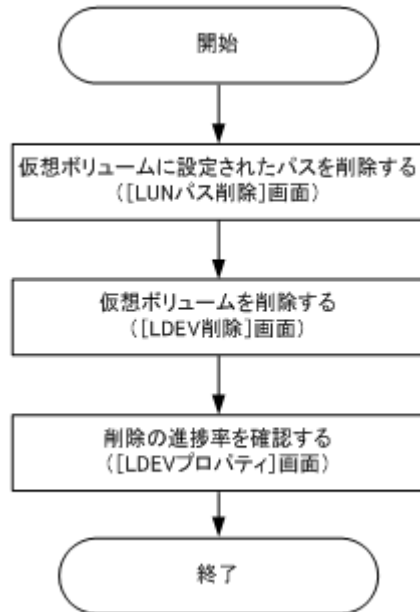 開始
仮想ボリュームに設定されたパスを削除する
([LUNパス削除]画面)
仮想ボリュームを削除する
([LDEV削除]画面)
削除の進捗率を確認する
([LDEVプロパティ]画面)
終了